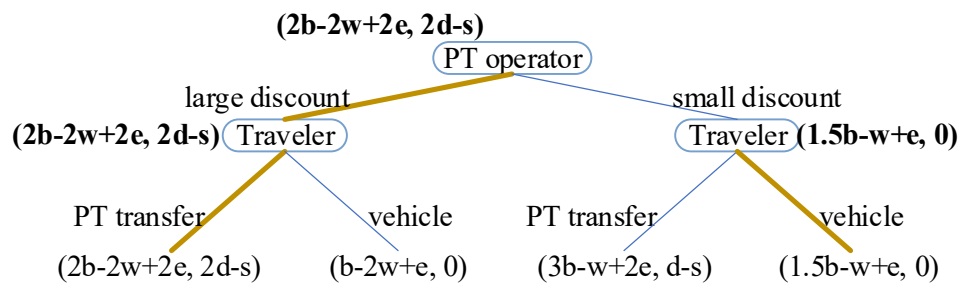 (2b-2w+2e, 2d-s)
PT operator
large discount
small discount
(2b-2w+2e, 2d-s) Traveler
Traveler (1.5b-w+e, 0)
PT transfer
vehicle
PT transfer
vehicle
(2b-2w+2e, 2d-s)
(b-2w+e, 0)
(3b-w+2e, d-s)
(1.5b-w+e, 0)